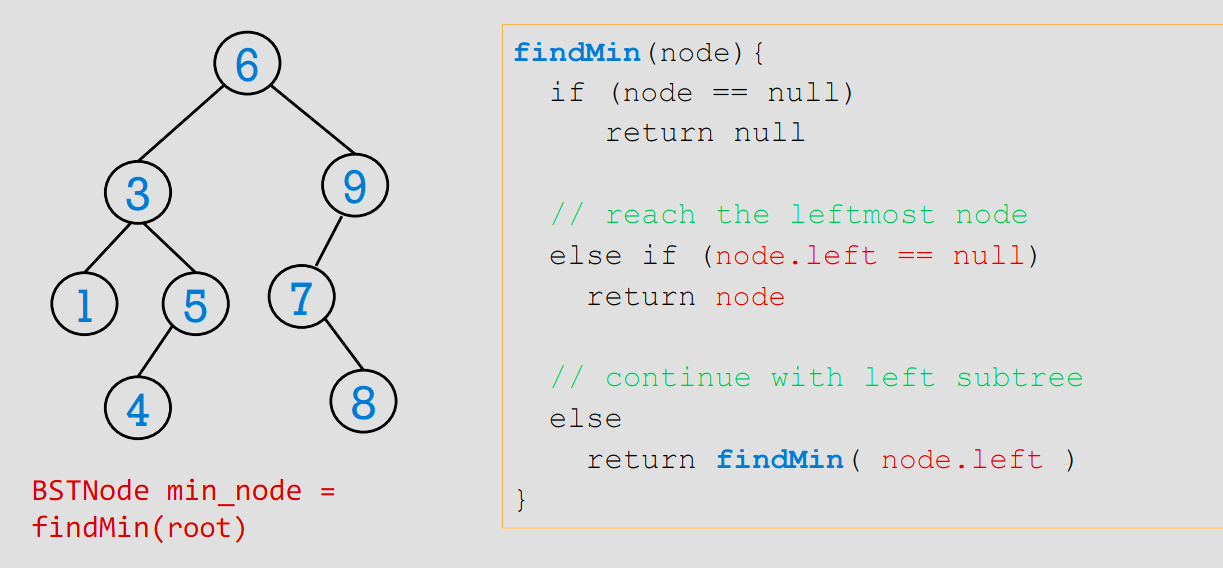 6
3
9
1
5
7
4
8
BSTNode min_node =
findMin(root)
findMin(node){
if (node == null)
return null
// reach the leftmost node
else if (node.left == null)
return node
// continue with left subtree
else
return findMin( node.left )
}